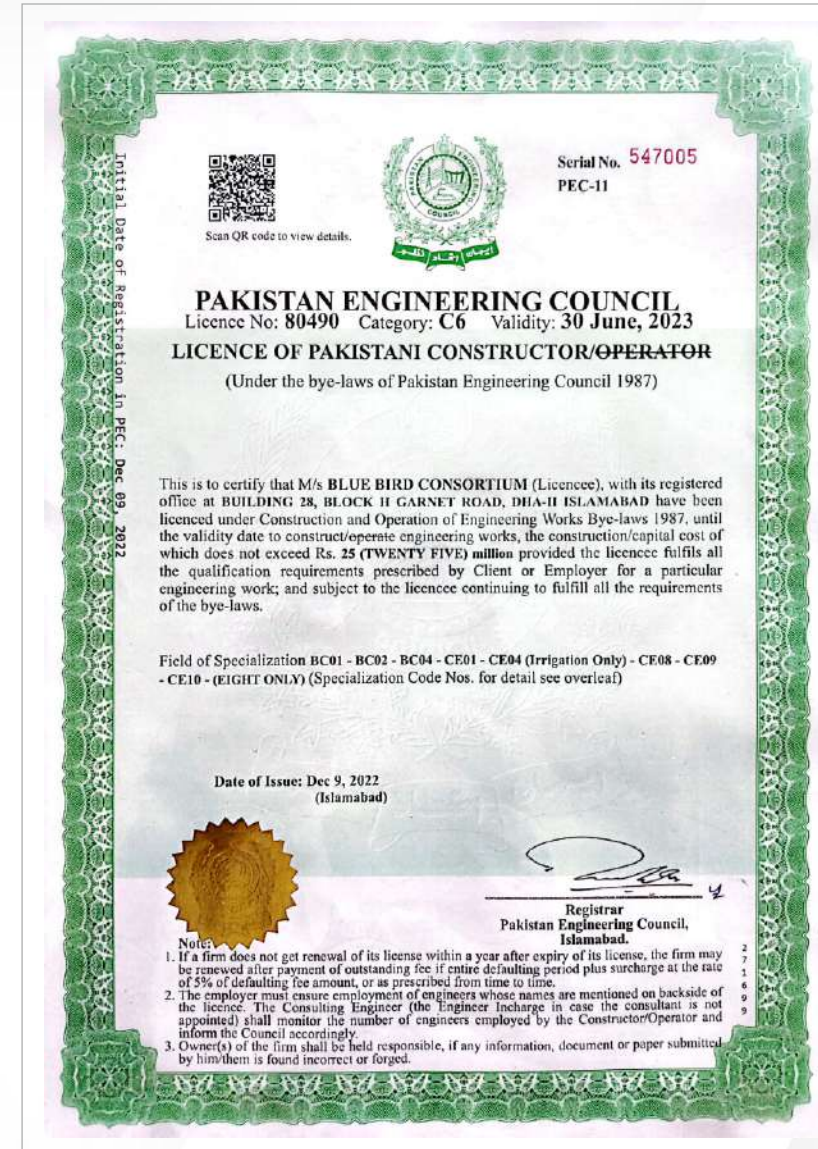 Serial No. 547005
PEC-11
Scan QR code to view details.
PAKISTAN ENGINEERING COUNCIL
PAKISTAN ENGINEERING COUNCIL
Licence No: 80490 Category: C6 Validity: 30 June, 2023
LICENCE OF PAKISTANI CONSTRUCTOR/OPERATOR
(Under the bye-laws of Pakistan Engineering Council 1987)
Initial Date of Registration in PEC: Dec 09, 2022
This is to certify that M/s BLUE BIRD CONSORTIUM (Licencee), with its registered
office at BUILDING 28, BLOCK H GARNET ROAD, DHA-II ISLAMABAD have been
licenced under Construction and Operation of Engineering Works Bye-laws 1987, until
the validity date to construct/operate engineering works, the construction/capital cost of
which does not exceed Rs. 25 (TWENTY FIVE) million provided the licencee fulfils all
the qualification requirements prescribed by Client or Employer for a particular
engineering work; and subject to the licencee continuing to fulfill all the requirements
of the bye-laws.
Field of Specialization BC01 - BC02 - BC04 - CE01 - CE04 (Irrigation Only) - CE08 - CE09
- CE10 - (EIGHT ONLY) (Specialization Code Nos. for detail see overleaf)
Date of Issue: Dec 9, 2022
(Islamabad)
Registrar
Pakistan Engineering Council,
Islamabad.
Note:
1. If a firm does not get renewal of its license within a year after expiry of its license, the firm may
be renewed after payment of outstanding fee if entire defaulting period plus surcharge at the rate
of 5% of defaulting fee amount, or as prescribed from time to time.
2. The employer must ensure employment of engineers whose names are mentioned on backside of
the licence. The Consulting Engineer (the Engineer Incharge in case the consultant is not
appointed) shall monitor the number of engineers employed by the Constructor/Operator and
inform the Council accordingly.
3. Owner(s) of the firm shall be held responsible, if any information, document or paper submitted
by him/them is found incorrect or forged.
271699